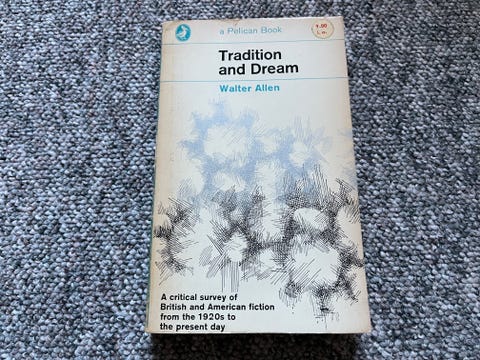 a Pelican Book
Tradition
and Dream
Walter Allen
A critical survey of
British and American fiction
from the 1920s to
the present day